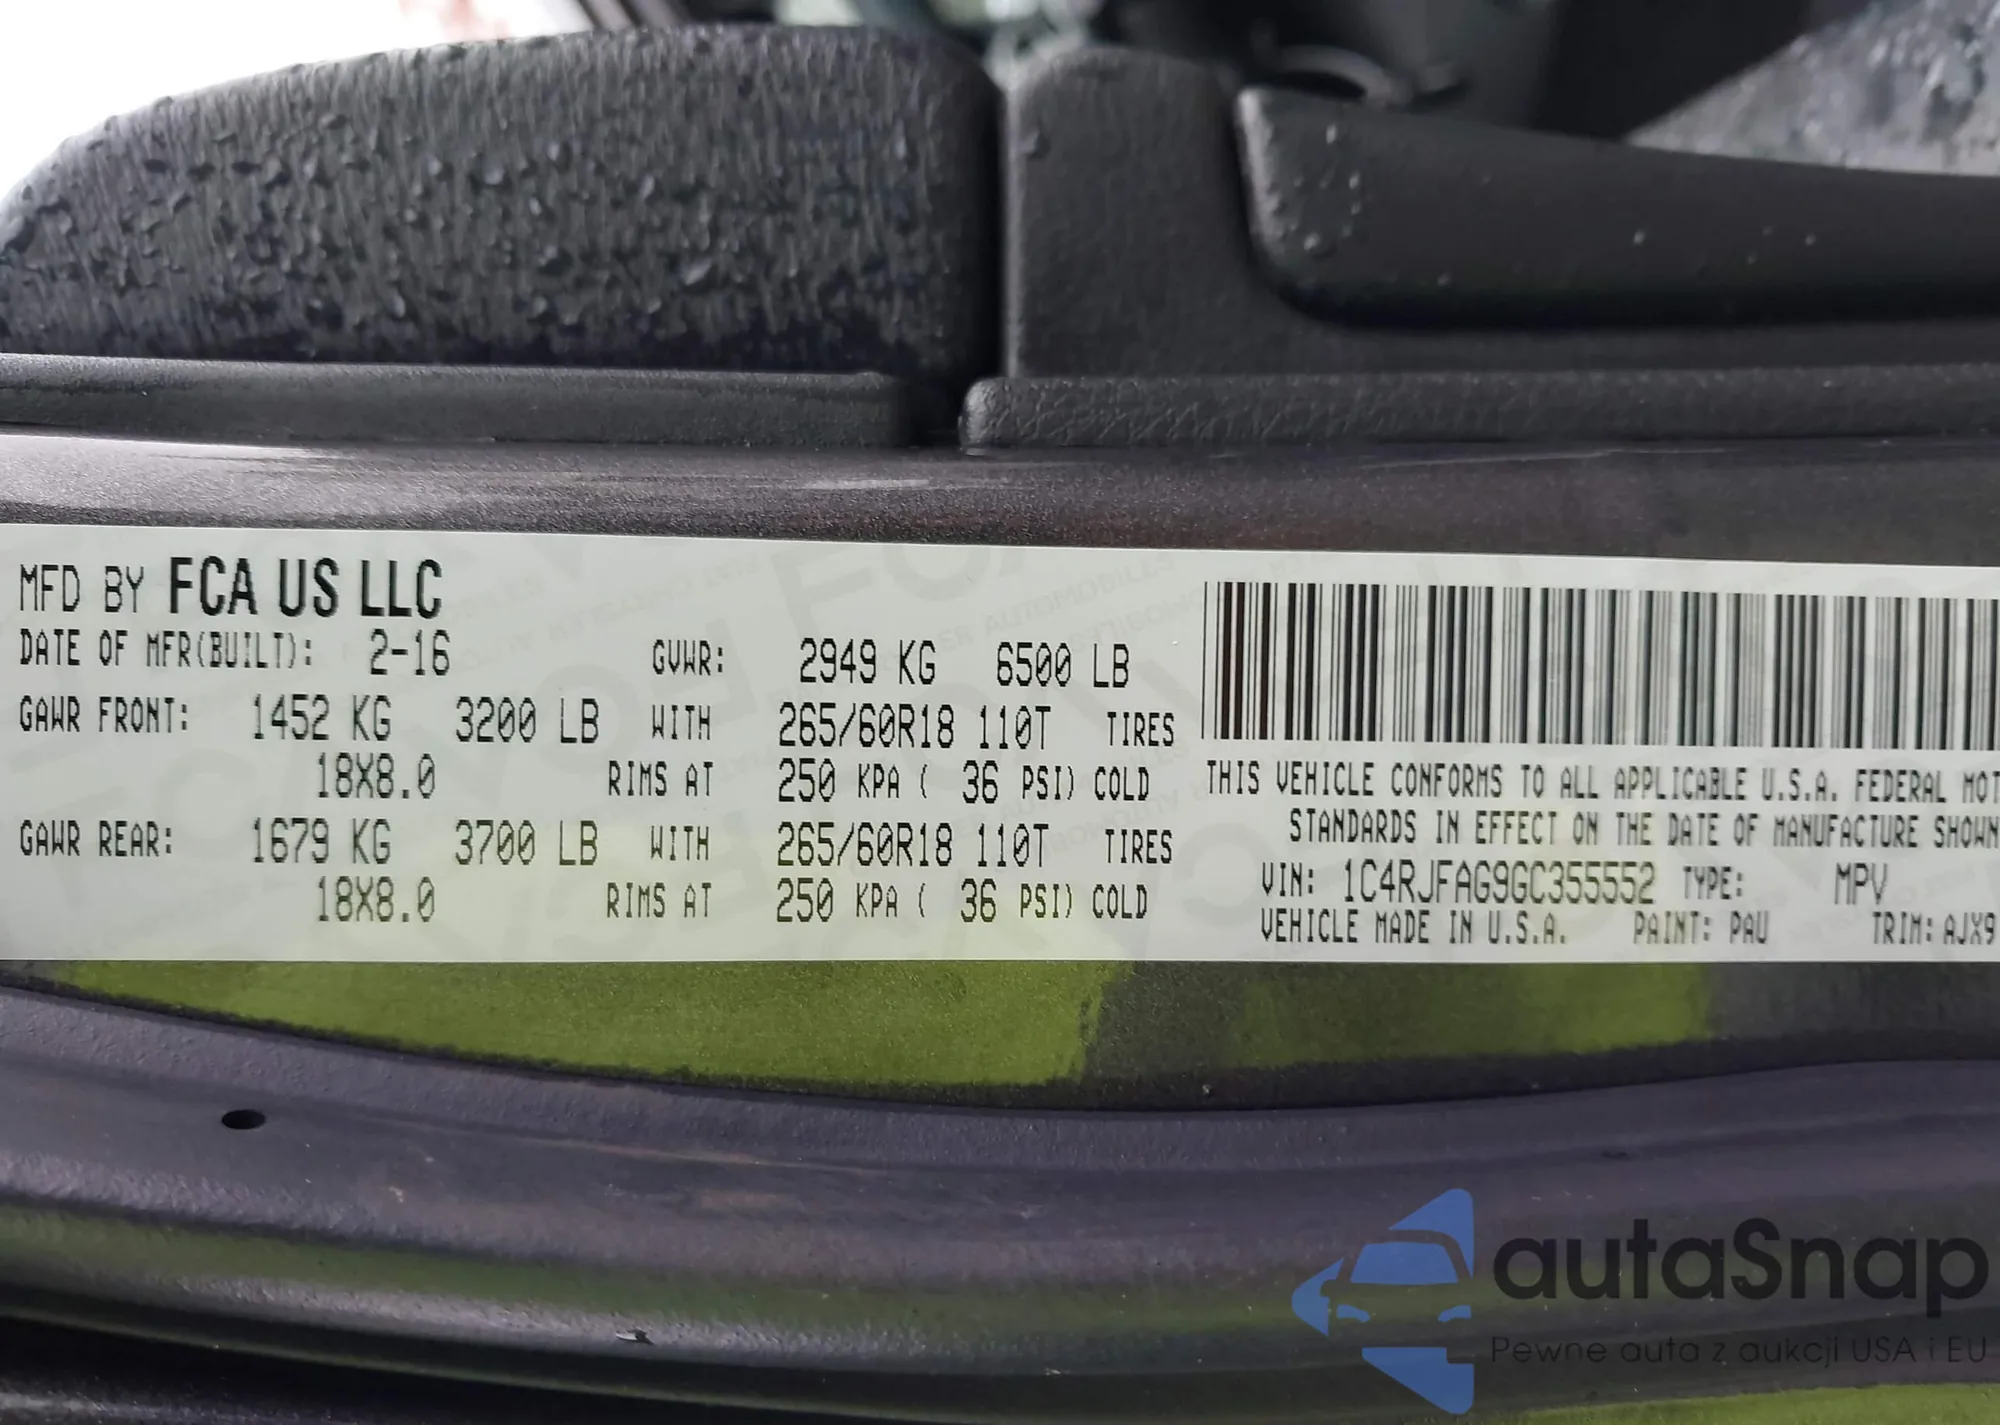 MFD BY FCA US LLC
DATE OF MFR(BUILT): 2-16 GVWR: 2949 KG 6500 LB
GAWR FRONT: 1452 KG 3200 LB WITH 265/60R18 110T TIRES
18X8.0 RIMS AT 250 KPA ( 36 PSI) COLD
GAWR REAR: 1679 KG 3700 LB WITH 265/60R18 110T TIRES
18X8.0 RIMS AT 250 KPA ( 36 PSI) COLD
THIS VEHICLE CONFORMS TO ALL APPLICABLE U.S.A. FEDERAL MOT
STANDARDS IN EFFECT ON THE DATE OF MANUFACTURE SHOWN
VIN: 1C4RJFAG9GC355552 TYPE: MPV
VEHICLE MADE IN U.S.A. PAINT: PAU TRIM: AJX9
autaSnap
Pewne auta z aukcji USA i EU